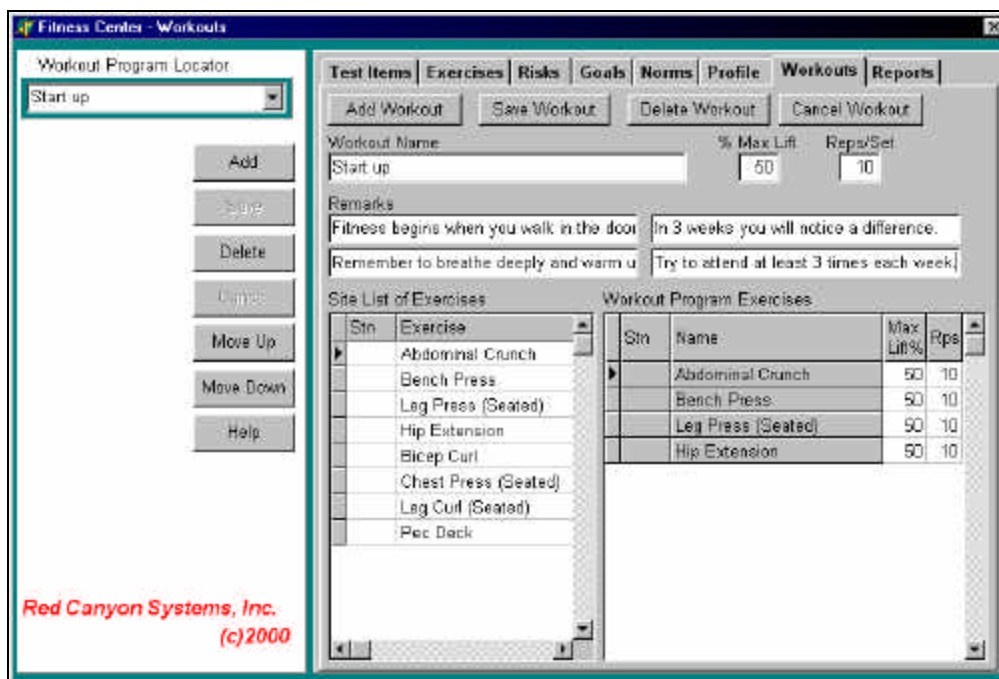 Fitness Center - Workouts
Workout Program Locator
Start up
Add
Save
Delete
Cancel
Move Up
Move Down
Help
Red Canyon Systems, Inc.
(c)2000
Test Items Exercises Risks Goals Norms Profile Workouts Reports
Add Workout Save Workout Delete Workout Cancel Workout
Workout Name % Max Lift Reps/Set
Start up 50 10
Remarks
Fitness begins when you walk in the door In 3 weeks you will notice a difference.
Remember to breathe deeply and warm u Try to attend at least 3 times each week.
Site List of Exercises
Stn Exercise
Abdominal Crunch
Bench Press
Leg Press (Seated)
Hip Extension
Bicep Curl
Chest Press (Seated)
Leg Curl (Seated)
Pec Deck
Workout Program Exercises
Stn Name Max Lift% Rps
Abdominal Crunch 50 10
Bench Press 50 10
Leg Press (Seated) 50 10
Hip Extension 50 10